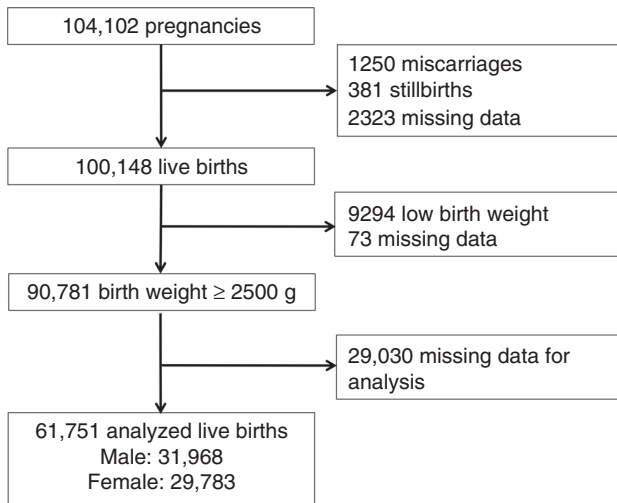 104,102 pregnancies
1250 miscarriages
381 stillbirths
2323 missing data
100,148 live births
9294 low birth weight
73 missing data
90,781 birth weight ≥ 2500 g
29,030 missing data for
analysis
61,751 analyzed live births
Male: 31,968
Female: 29,783